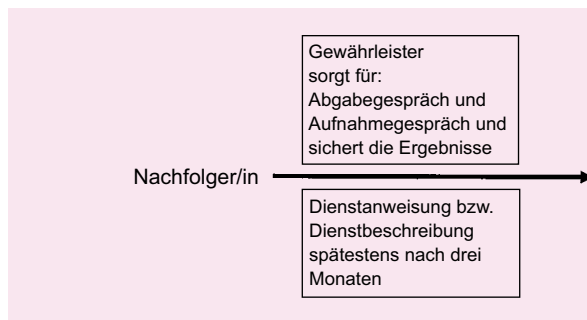 Gewährleister
sorgt für:
Abgabegespräch und
Aufnahmegespräch und
sichert die Ergebnisse
Nachfolger/in
Dienstanweisung bzw.
Dienstbeschreibung
spätestens nach drei
Monaten